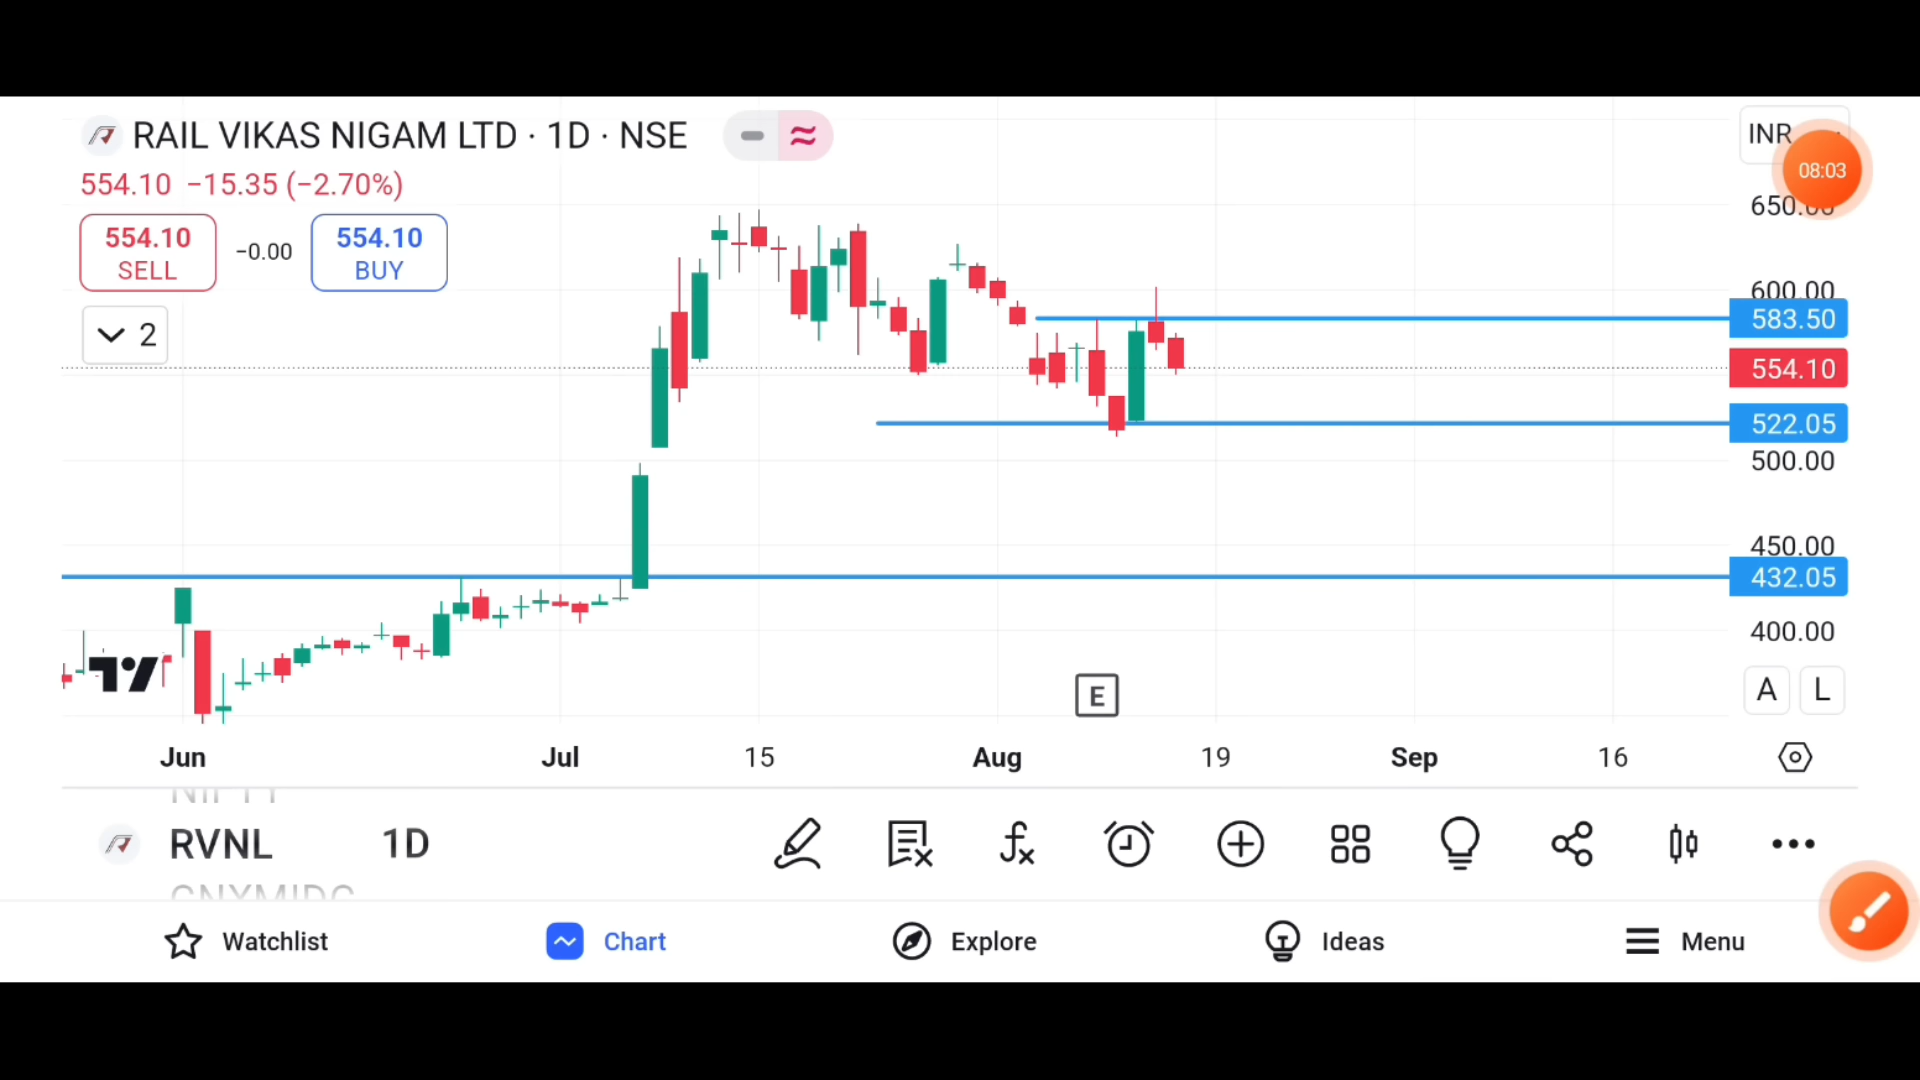 RAIL VIKAS NIGAM LTD · 1D · NSE
INR
08:03
554.10 −15.35 (−2.70%)
554.10 SELL
−0.00
554.10 BUY
2
600.00
583.50
554.10
522.05
500.00
450.00
432.05
400.00
E
A L
Jun Jul 15 Aug 19 Sep 16
NIFTY
RVNL 1D
CNXMIDC
Watchlist Chart Explore Ideas Menu